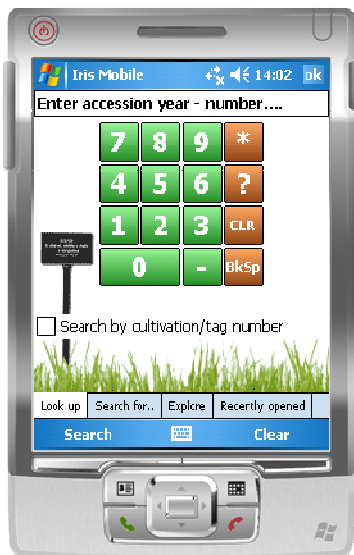 Iris Mobile 14:02 ok
Enter accession year - number....
7 8 9 *
4 5 6 ?
1 2 3 CLR
0 - BkSp
Search by cultivation/tag number
Look up Search for.. Explore Recently opened
Search Clear